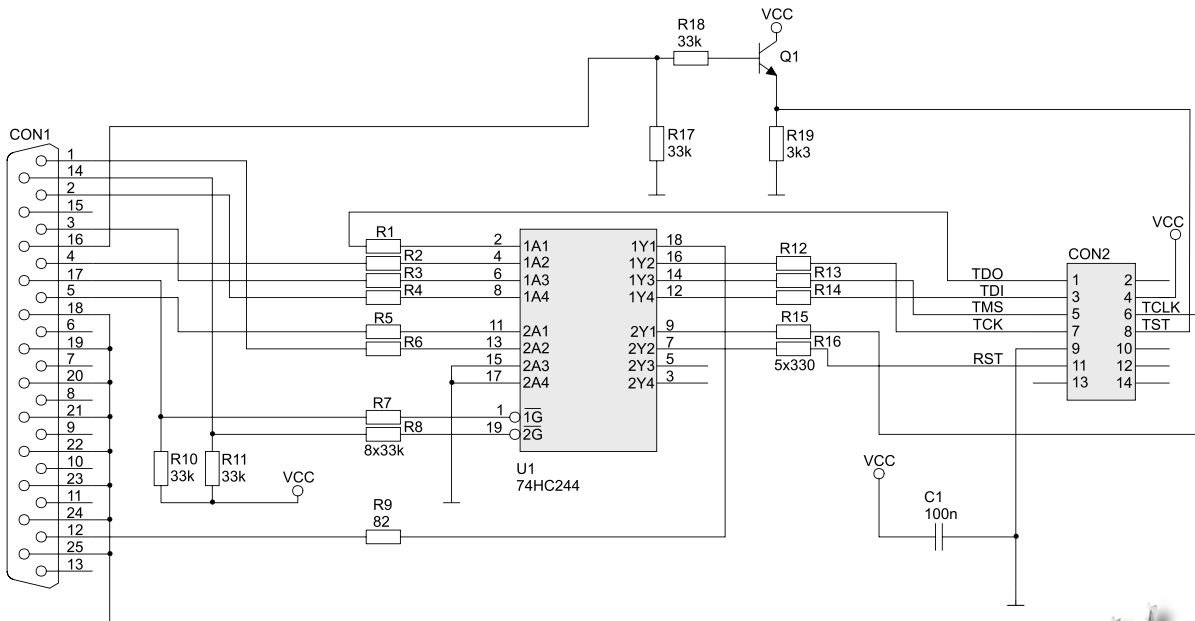 VCC
R18
33k
Q1
CON1
R17
33k
R19
3k3
1
14
2
15
3
16
4
17
5
18
6
19
7
20
8
21
9
22
10
23
11
24
12
25
13
R1
R2
R3
R4
R5
R6
R7
R8
8x33k
R10
33k
R11
33k
VCC
R9
82
2
4
6
8
11
13
15
17
1
19
1A1
1A2
1A3
1A4
2A1
2A2
2A3
2A4
1G
2G
1Y1
1Y2
1Y3
1Y4
2Y1
2Y2
2Y3
2Y4
18
16
14
12
9
7
5
3
U1
74HC244
R12
R13
R14
R15
R16
5x330
TDO
TDI
TMS
TCK
RST
VCC
CON2
1
2
3
4
5
6
7
8
9
10
11
12
13
14
TCLK
TST
VCC
C1
100n